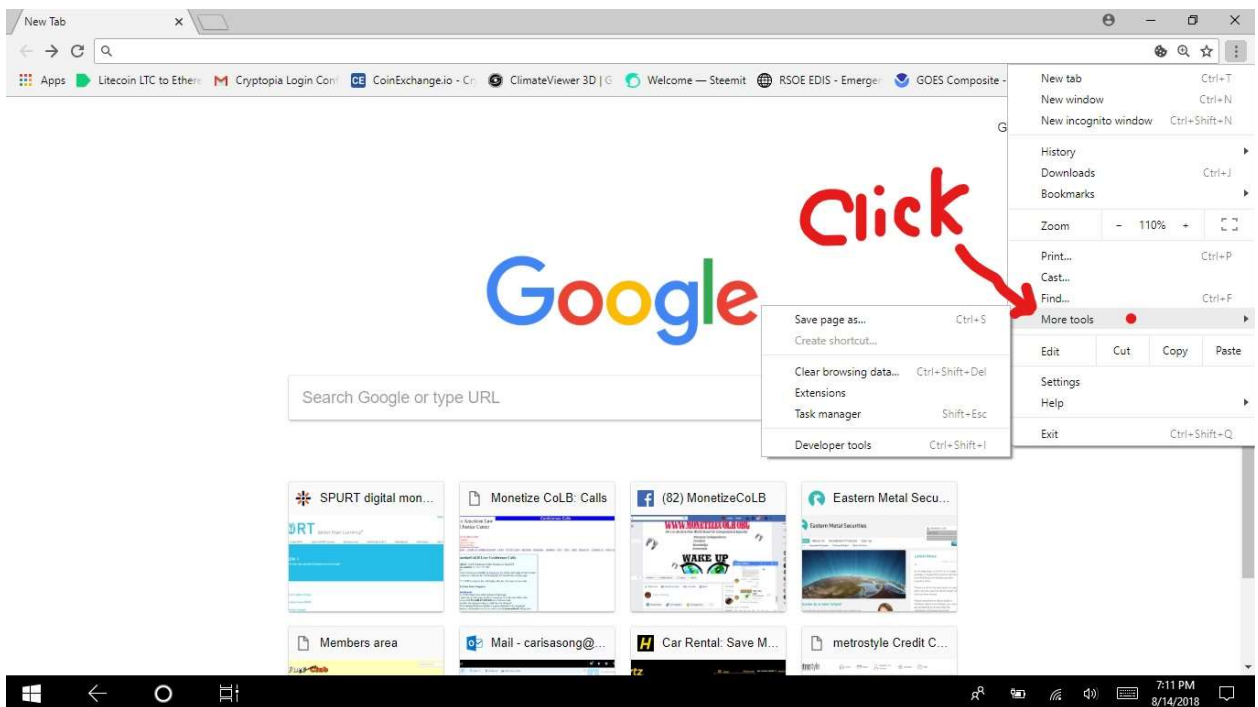 New Tab
Apps Litecoin LTC to Ether Cryptopia Login Con CoinExchange.io - Cr ClimateViewer 3D | G Welcome — Steemit RSOE EDIS - Emerge GOES Composite -
New tab Ctrl+T
New window Ctrl+N
New incognito window Ctrl+Shift+N
G
History
Downloads Ctrl+J
Bookmarks
Click
Zoom - 110% +
Print... Ctrl+P
Cast...
Find... Ctrl+F
More tools
Edit Cut Copy Paste
Settings
Help
Exit Ctrl+Shift+Q
Google
Save page as... Ctrl+S
Create shortcut...
Clear browsing data... Ctrl+Shift+Del
Extensions
Task manager Shift+Esc
Developer tools Ctrl+Shift+I
Search Google or type URL
SPURT digital mon... Monetize CoLB: Calls (82) MonetizeCoLB Eastern Metal Secu...
WAKE UP
Eastern Metal Securities
Members area Mail - carisasong@... Car Rental: Save M... metrostyle Credit C...
7:11 PM
8/14/2018